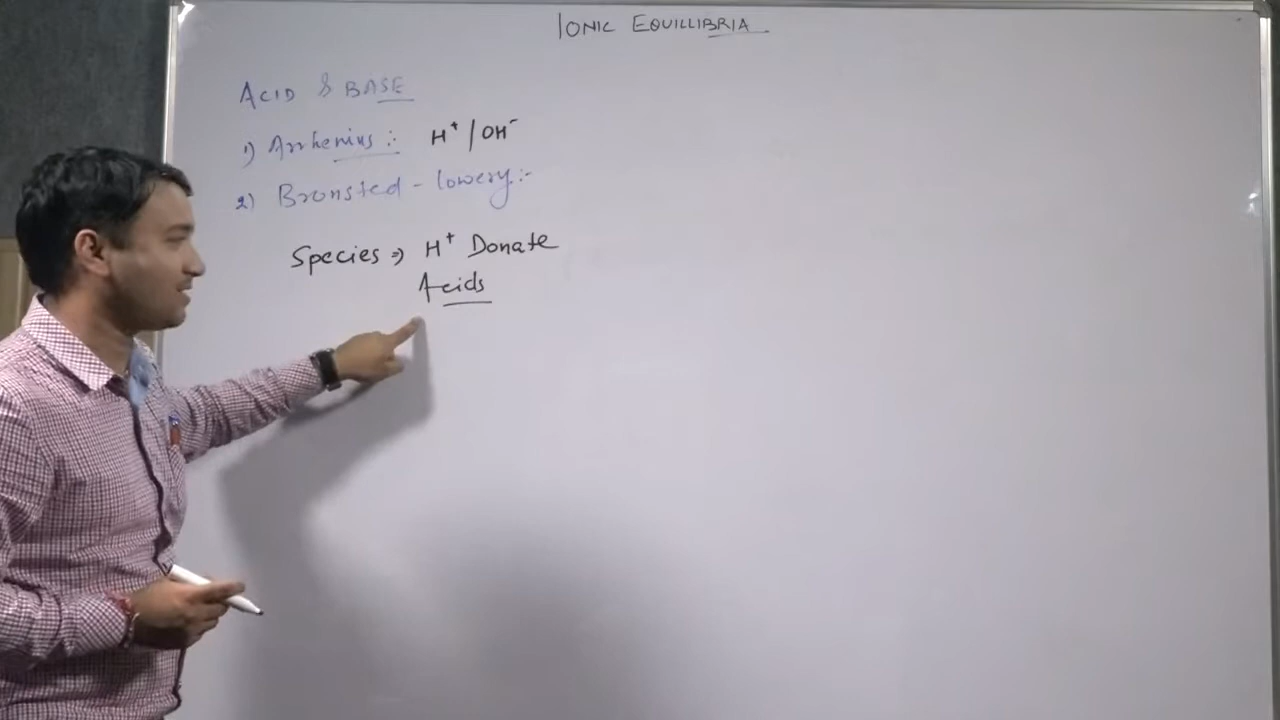 IONIC EQUILLIBRIA
ACID & BASE
1) Arrhenius :- H⁺ / OH⁻
2) Bronsted - lowery :-
Species ⇒ H⁺ Donate
Acids